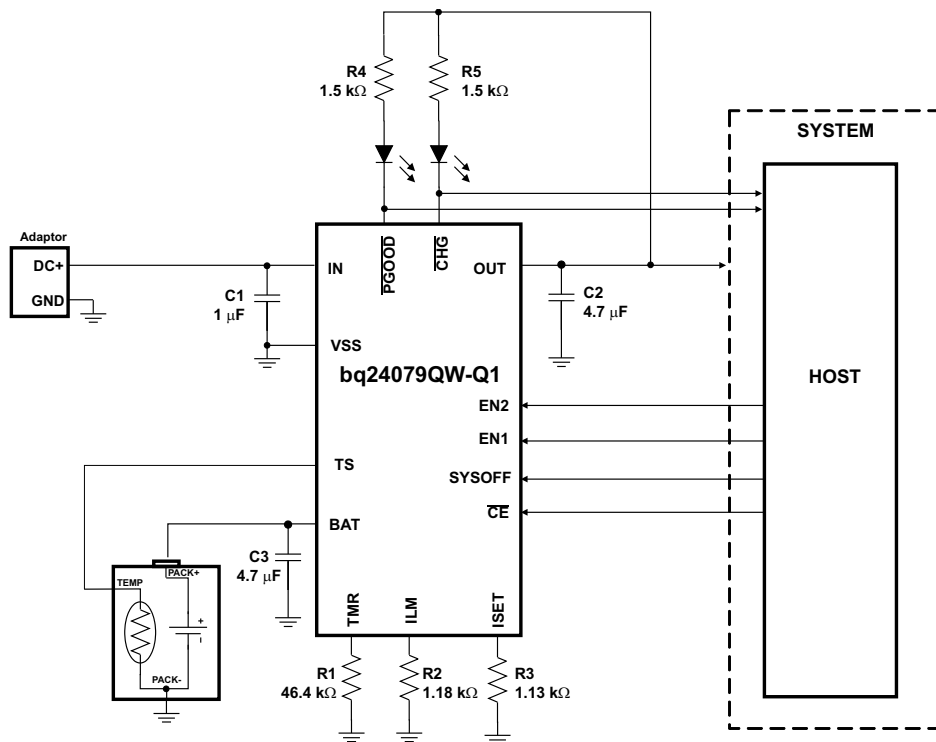 R4
1.5 kΩ
R5
1.5 kΩ
SYSTEM
Adaptor
DC+
GND
IN
PGOOD
CHG
OUT
C1
1 μF
C2
4.7 μF
VSS
bq24079QW-Q1
HOST
EN2
EN1
TS
SYSOFF
BAT
CE
C3
4.7 μF
PACK+
TEMP
+
-
PACK-
TMR
ILM
ISET
R1
46.4 kΩ
R2
1.18 kΩ
R3
1.13 kΩ